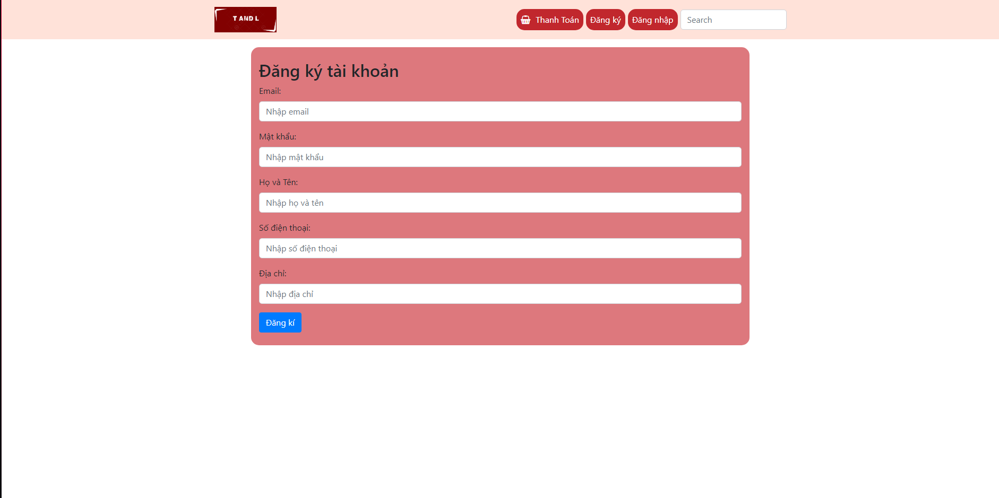 T AND L
Thanh Toán Đăng ký Đăng nhập Search
Đăng ký tài khoản
Email:
Nhập email
Mật khẩu:
Nhập mật khẩu
Họ và Tên:
Nhập họ và tên
Số điện thoại:
Nhập số điện thoại
Địa chỉ:
Nhập địa chỉ
Đăng kí